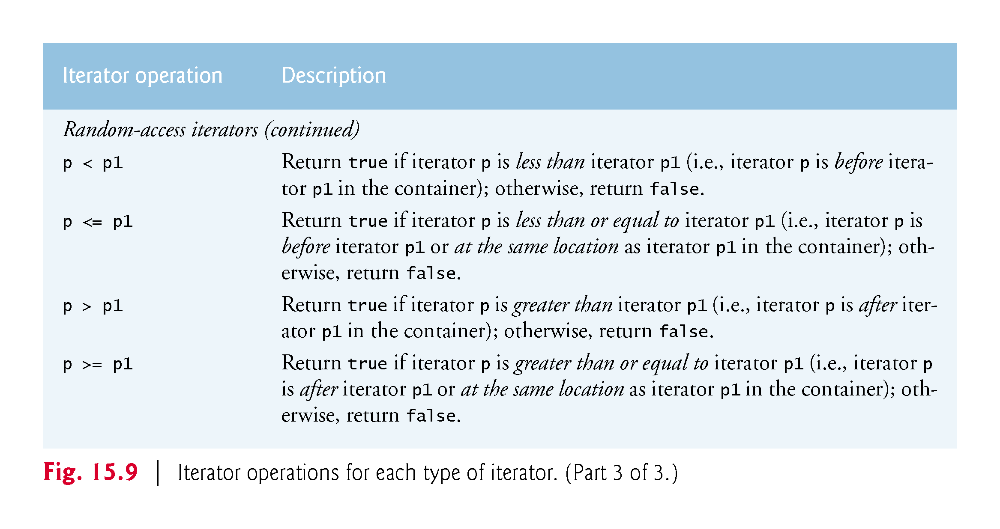 Iterator operation Description
Random-access iterators (continued)
p < p1 Return true if iterator p is less than iterator p1 (i.e., iterator p is before itera-
tor p1 in the container); otherwise, return false.
p <= p1 Return true if iterator p is less than or equal to iterator p1 (i.e., iterator p is
before iterator p1 or at the same location as iterator p1 in the container); oth-
erwise, return false.
p > p1 Return true if iterator p is greater than iterator p1 (i.e., iterator p is after iter-
ator p1 in the container); otherwise, return false.
p >= p1 Return true if iterator p is greater than or equal to iterator p1 (i.e., iterator p
is after iterator p1 or at the same location as iterator p1 in the container); oth-
erwise, return false.
Fig. 15.9 | Iterator operations for each type of iterator. (Part 3 of 3.)